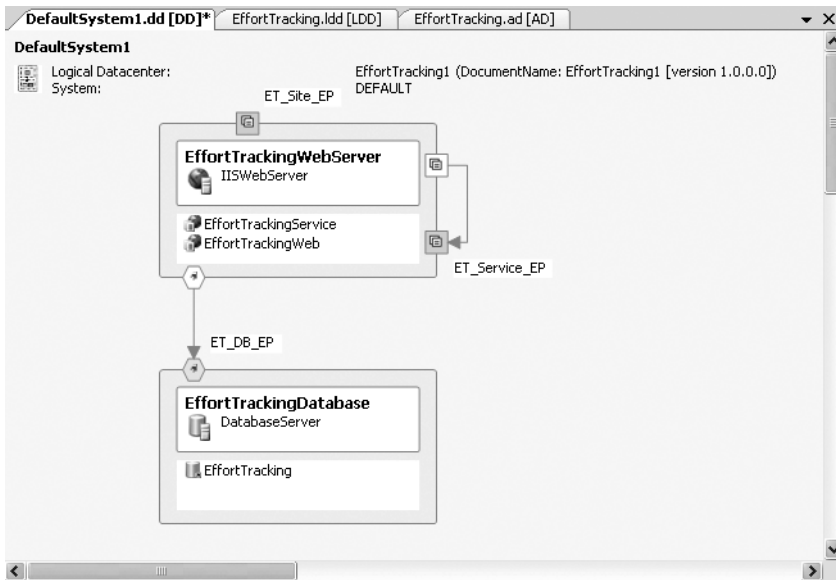 DefaultSystem1.dd [DD]* EffortTracking.ldd [LDD] EffortTracking.ad [AD]
DefaultSystem1
Logical Datacenter: EffortTracking1 (DocumentName: EffortTracking1 [version 1.0.0.0])
System: DEFAULT
ET_Site_EP
EffortTrackingWebServer
IISWebServer
EffortTrackingService
EffortTrackingWeb
ET_Service_EP
ET_DB_EP
EffortTrackingDatabase
DatabaseServer
EffortTracking